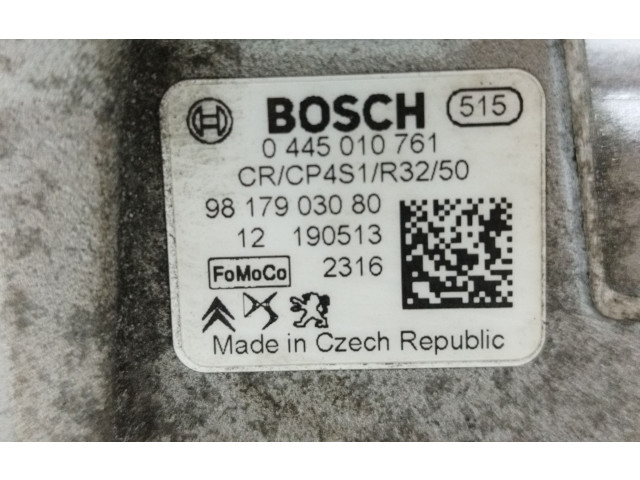 BOSCH 515
0 445 010 761
CR/CP4S1/R32/50
98 179 030 80
12 190513
FoMoCo 2316
Made in Czech Republic